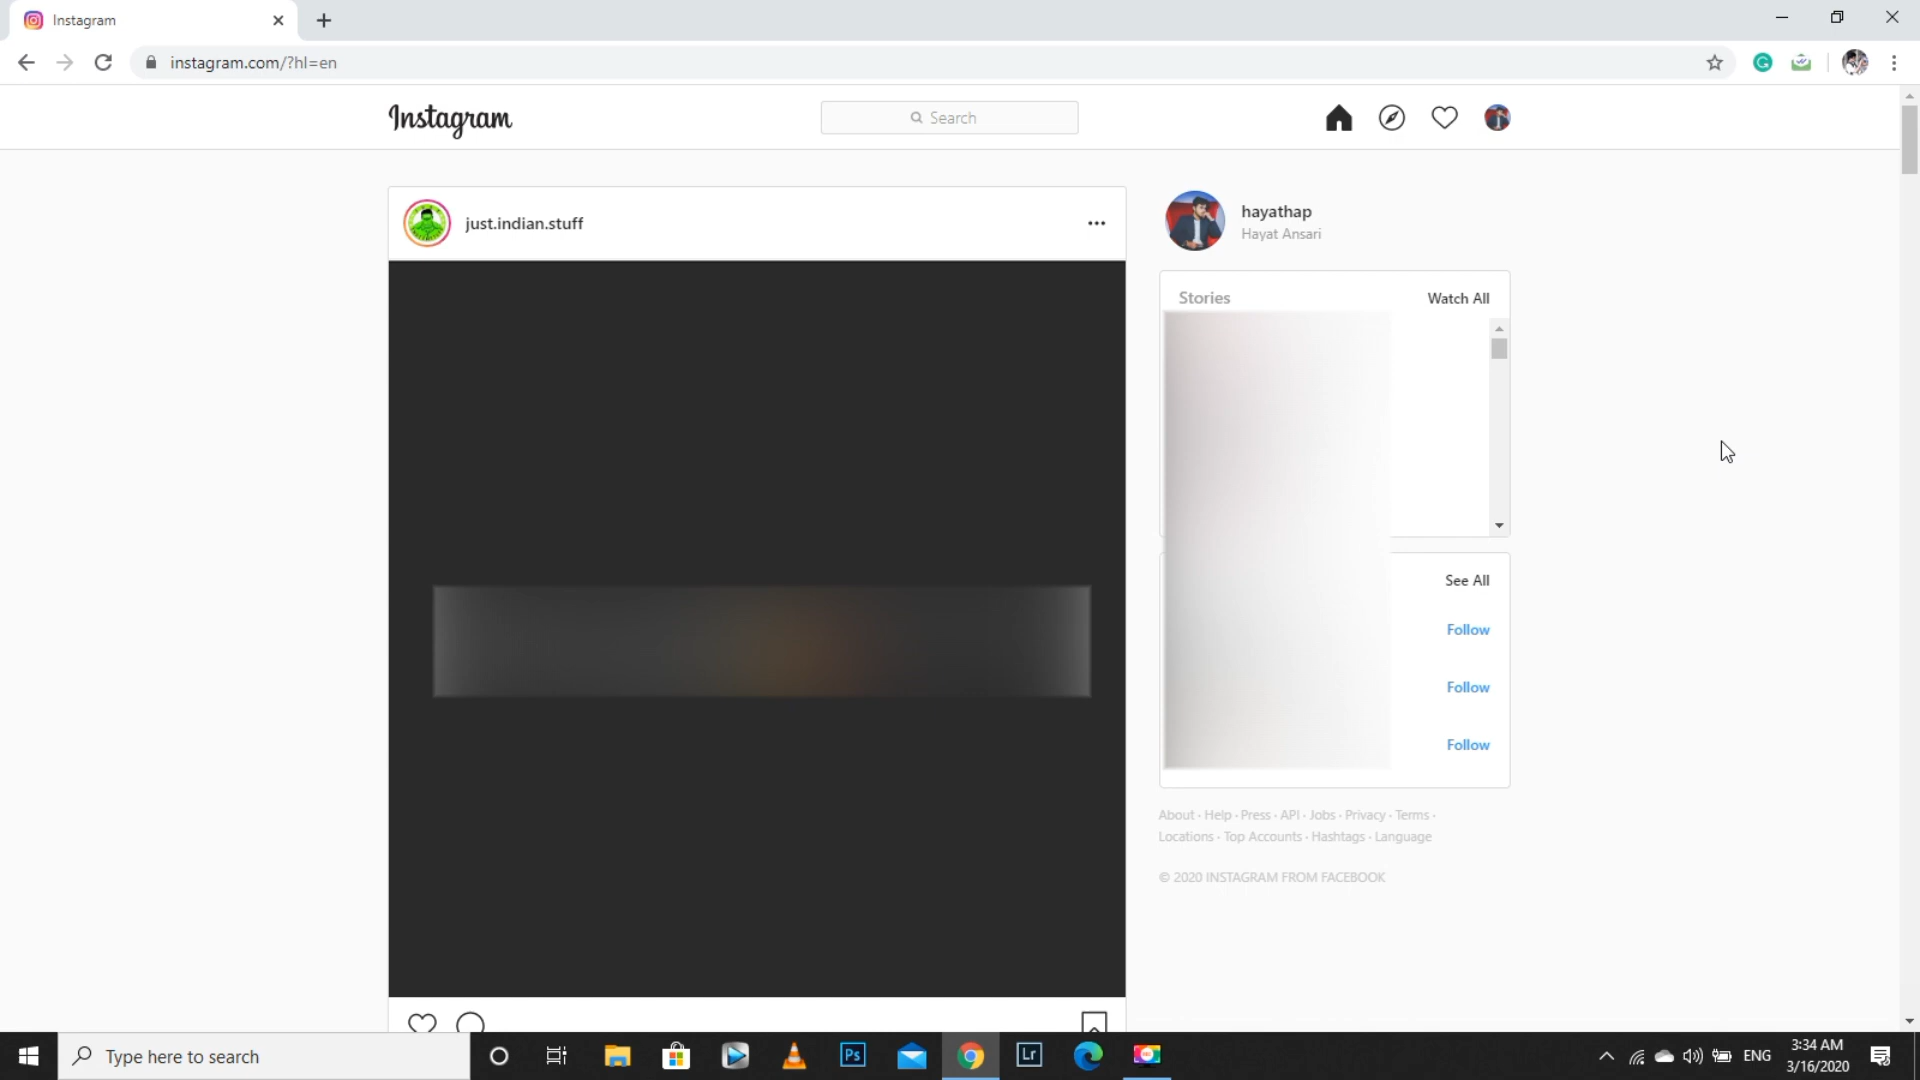 Instagram
instagram.com/?hl=en
Instagram
Search
just.indian.stuff
hayathap
Hayat Ansari
Stories
Watch All
See All
Follow
Follow
Follow
About · Help · Press · API · Jobs · Privacy · Terms ·
Locations · Top Accounts · Hashtags · Language
© 2020 INSTAGRAM FROM FACEBOOK
Type here to search
Ps
Lr
ENG
3:34 AM
3/16/2020